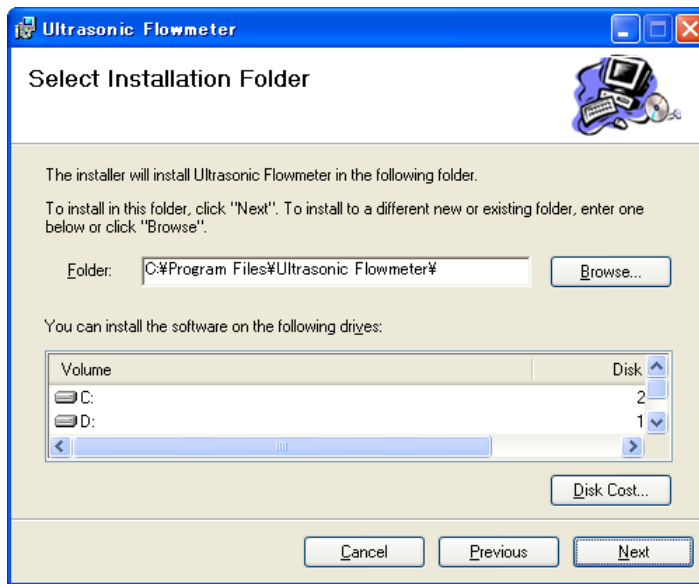 Ultrasonic Flowmeter
Select Installation Folder
The installer will install Ultrasonic Flowmeter in the following folder.
To install in this folder, click "Next". To install to a different new or existing folder, enter one
below or click "Browse".
Folder: C:¥Program Files¥Ultrasonic Flowmeter¥ Browse...
You can install the software on the following drives:
Volume Disk
C: 2
D: 1
Disk Cost...
Cancel Previous Next